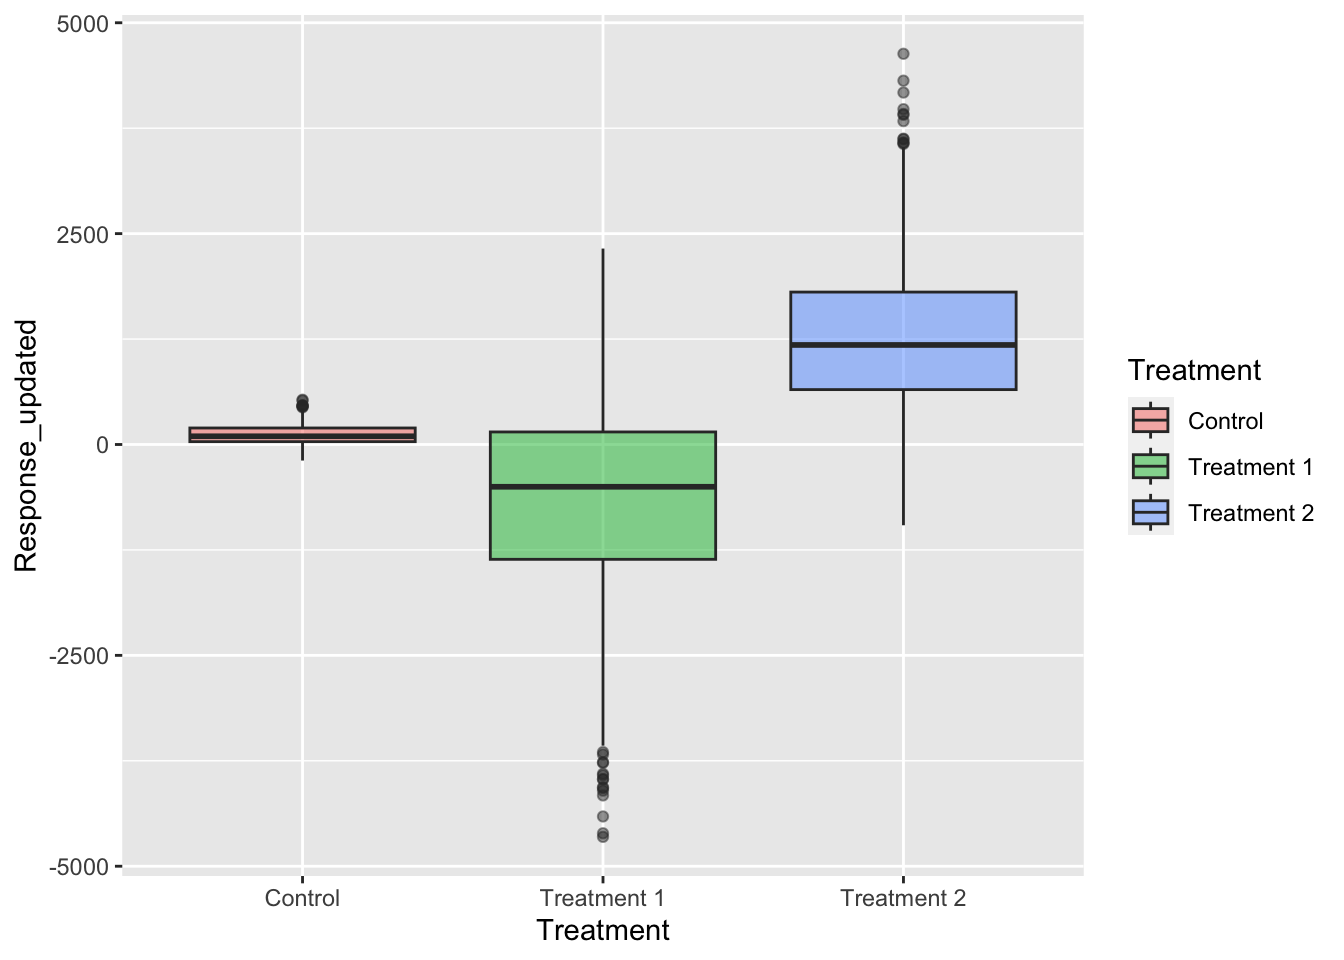 5000
2500
0
-2500
-5000
Response_updated
Control
Treatment 1
Treatment 2
Treatment
Treatment
Control
Treatment 1
Treatment 2